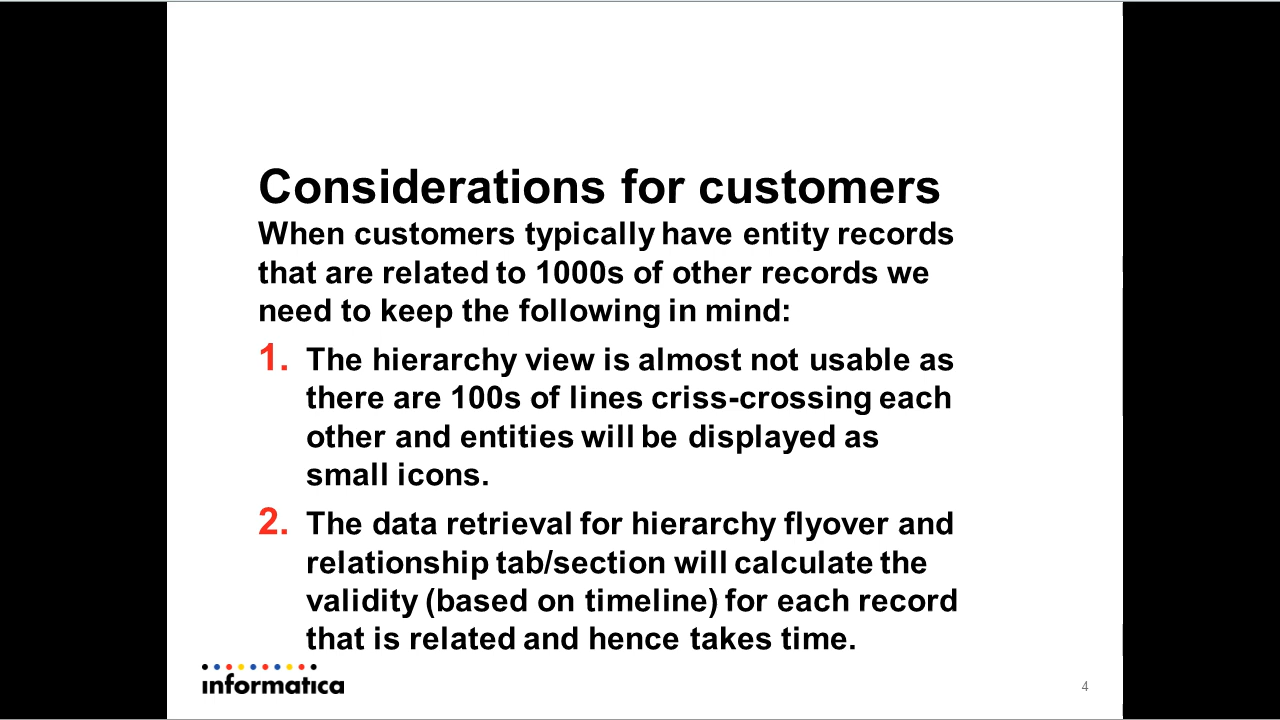 Considerations for customers
When customers typically have entity records
that are related to 1000s of other records we
need to keep the following in mind:
1. The hierarchy view is almost not usable as
there are 100s of lines criss-crossing each
other and entities will be displayed as
small icons.
2. The data retrieval for hierarchy flyover and
relationship tab/section will calculate the
validity (based on timeline) for each record
that is related and hence takes time.
informatica
4